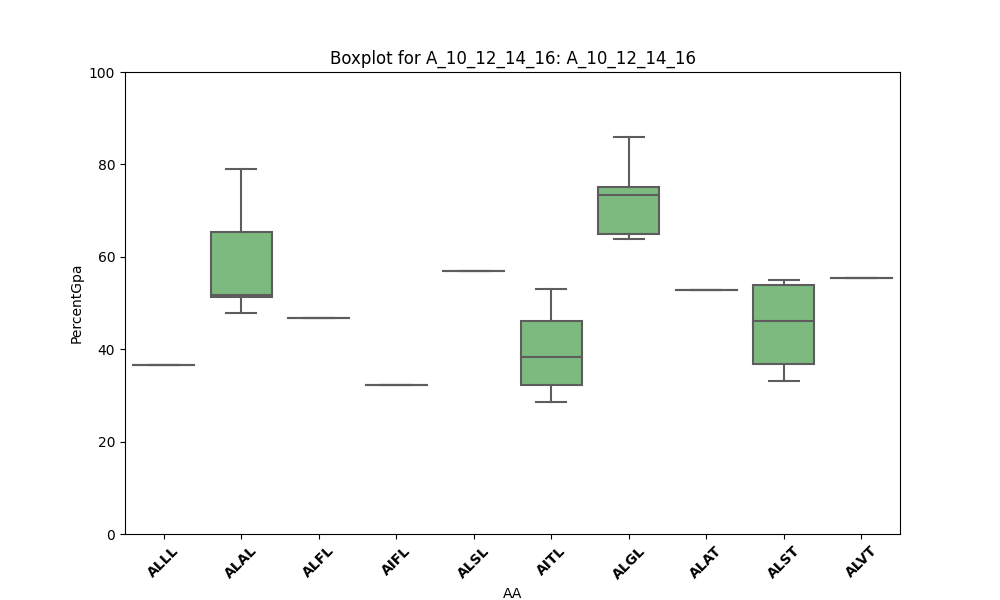 Boxplot for A_10_12_14_16: A_10_12_14_16
PercentGpa
100
80
60
40
20
0
ALLL ALAL ALFL AIFL ALSL AITL ALGL ALAT ALST ALVT
AA